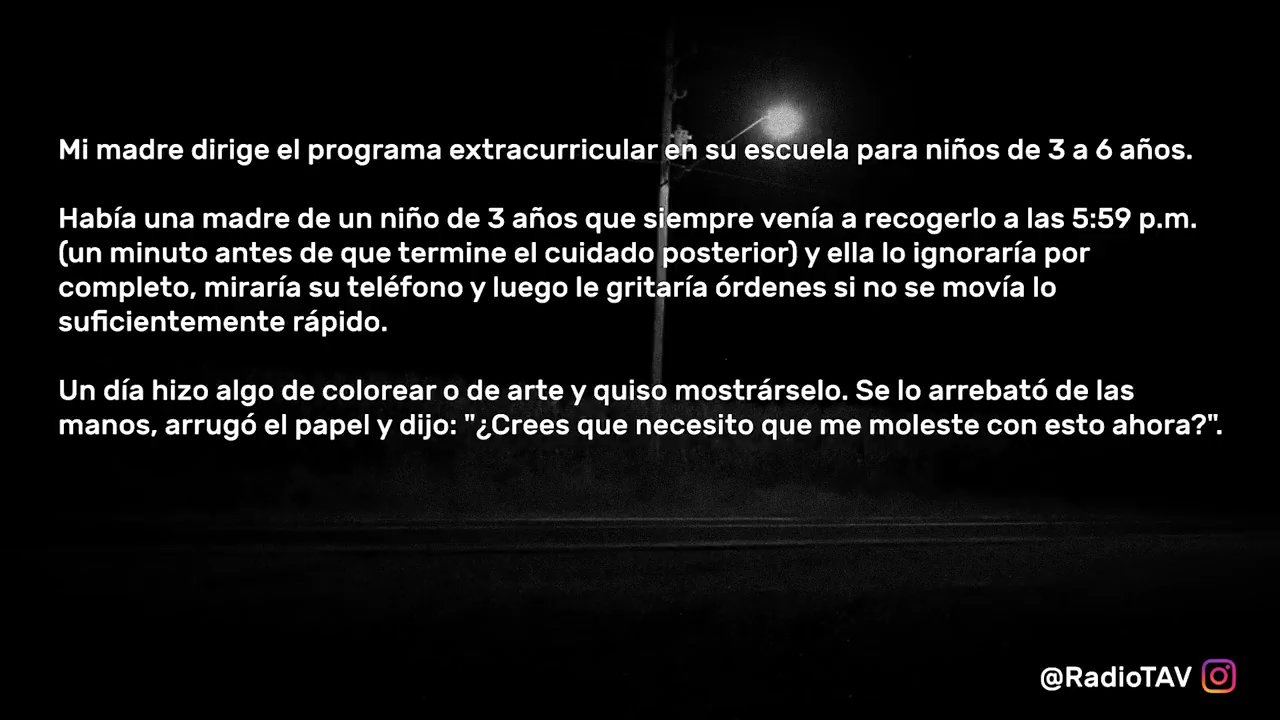 Mi madre dirige el programa extracurricular en su escuela para niños de 3 a 6 años.
Había una madre de un niño de 3 años que siempre venía a recogerlo a las 5:59 p.m.
(un minuto antes de que termine el cuidado posterior) y ella lo ignoraría por
completo, miraría su teléfono y luego le gritaría órdenes si no se movía lo
suficientemente rápido.
Un día hizo algo de colorear o de arte y quiso mostrárselo. Se lo arrebató de las
manos, arrugó el papel y dijo: "¿Crees que necesito que me moleste con esto ahora?".
@RadioTAV